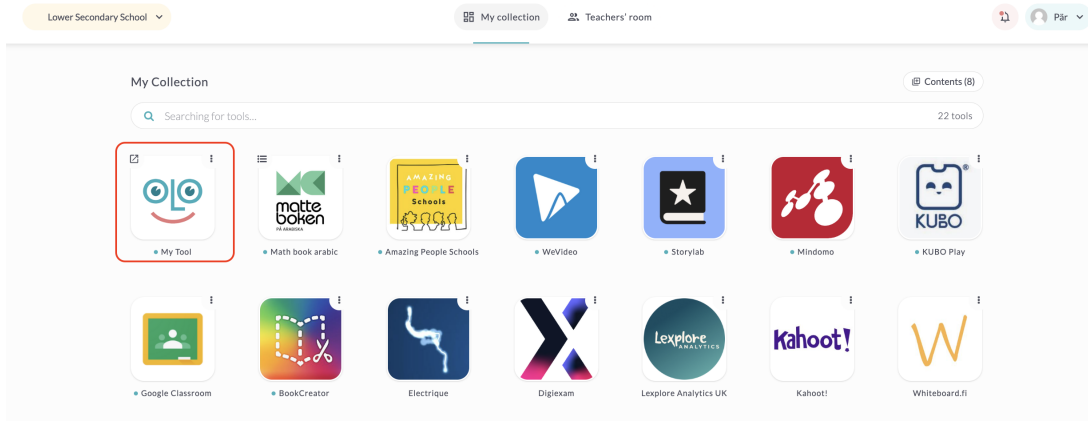 Lower Secondary School
My collection
Teachers' room
Pär
My Collection
Contents (8)
Searching for tools...
22 tools
My Tool
matte
boken
PÅ ARABISKA
Math book arabic
AMAZING
PEOPLE
Schools
Amazing People Schools
WeVideo
Storylab
Mindomo
KUBO
KUBO Play
Google Classroom
BookCreator
Electrique
Digiexam
Lexplore
ANALYTICS
Lexplore Analytics UK
Kahoot!
Kahoot!
Whiteboard.fi